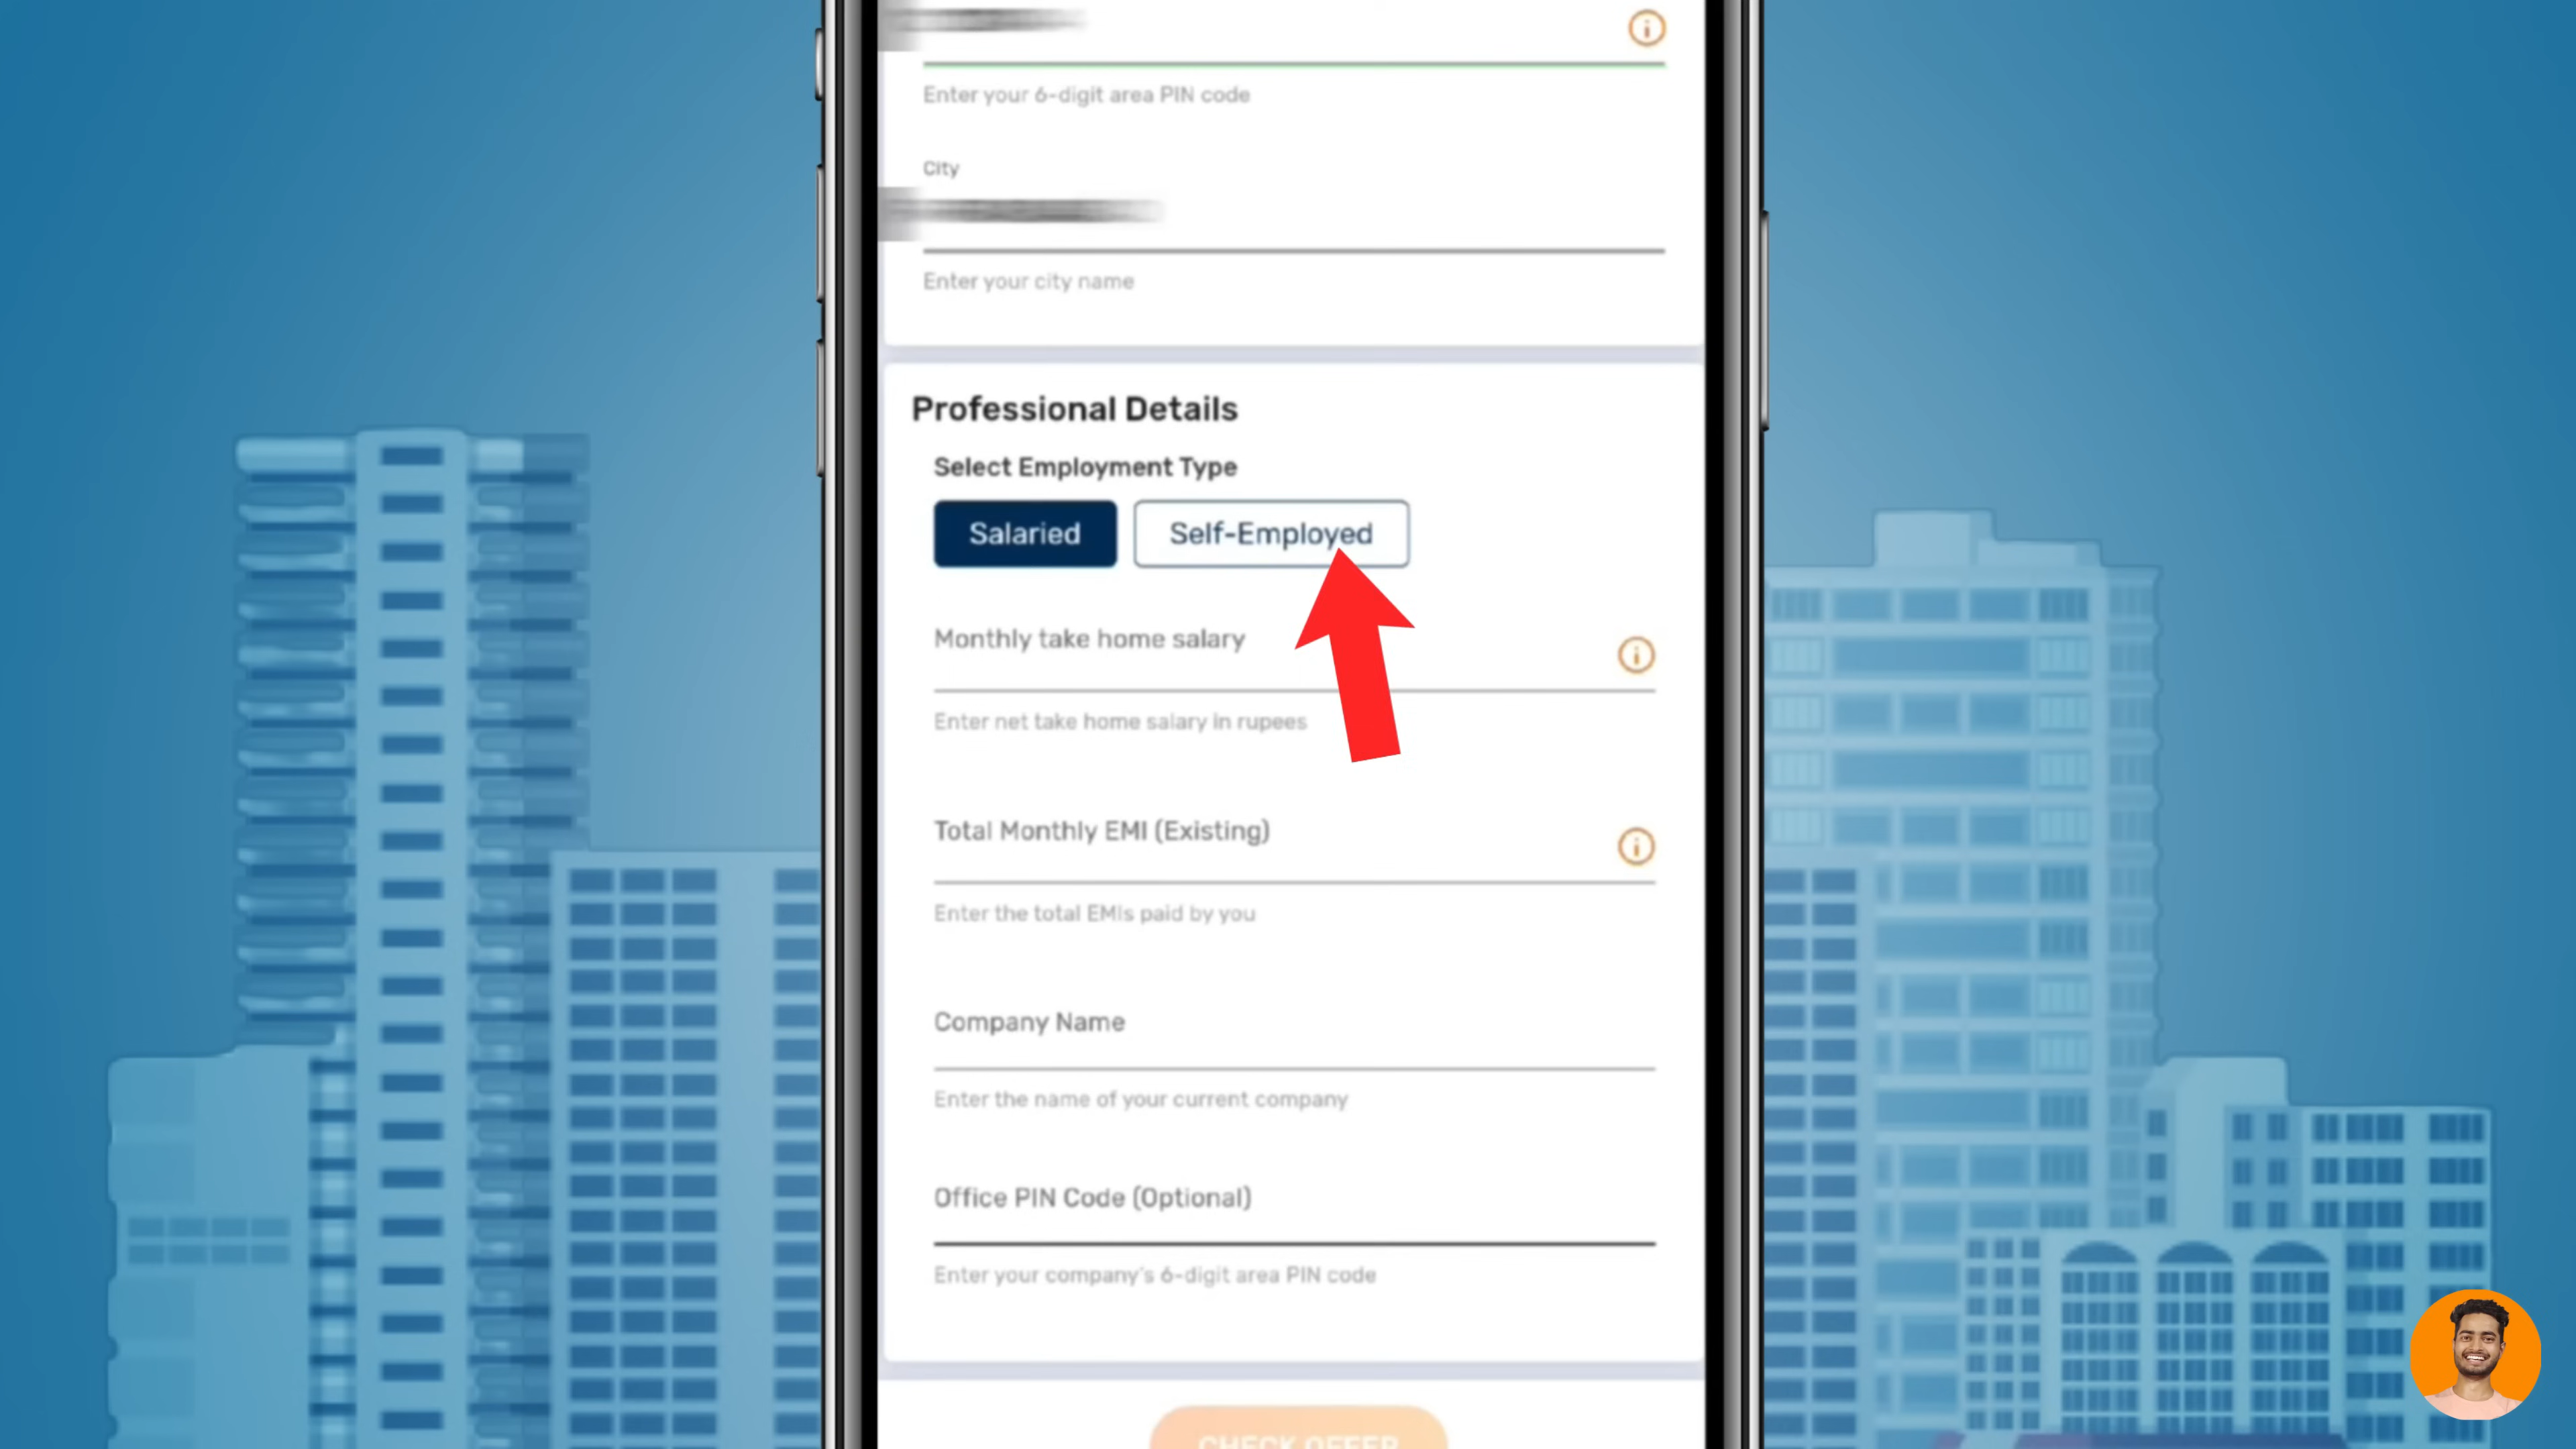 Enter your 6-digit area PIN code
City
Enter your city name
Professional Details
Select Employment Type
Salaried
Self-Employed
Monthly take home salary
Enter net take home salary in rupees
Total Monthly EMI (Existing)
Enter the total EMIs paid by you
Company Name
Enter the name of your current company
Office PIN Code (Optional)
Enter your company's 6-digit area PIN code
CHECK OFFER